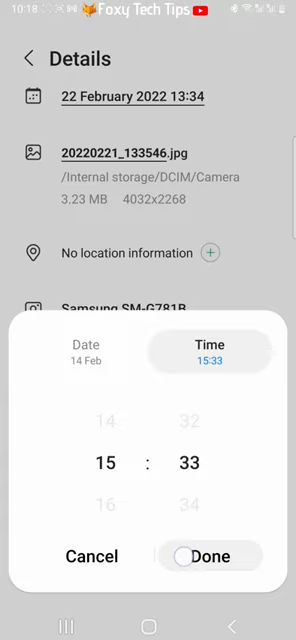 10:18
Foxy Tech Tips
Details
22 February 2022 13:34
20220221_133546.jpg
/Internal storage/DCIM/Camera
3.23 MB 4032x2268
No location information
Samsung SM-G781B
Date
14 Feb
Time
15:33
14 32
15 : 33
16 34
Cancel
Done